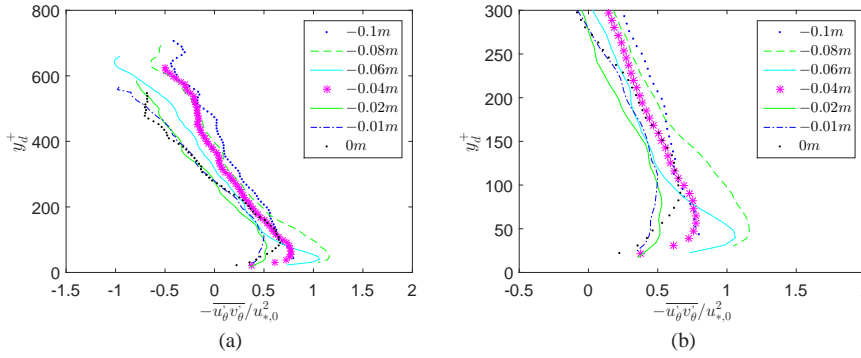 800
600
400
200
0
y_d^+
-1.5 -1 -0.5 0 0.5 1 1.5 2
-\overline{u_θ^, v_θ^,}/u_{*,0}^2
−0.1m
−0.08m
−0.06m
−0.04m
−0.02m
−0.01m
0m
(a)
300
250
200
150
100
50
0
y_d^+
-0.5 0 0.5 1 1.5 2
-\overline{u_θ^, v_θ^,}/u_{*,0}^2
−0.1m
−0.08m
−0.06m
−0.04m
−0.02m
−0.01m
0m
(b)